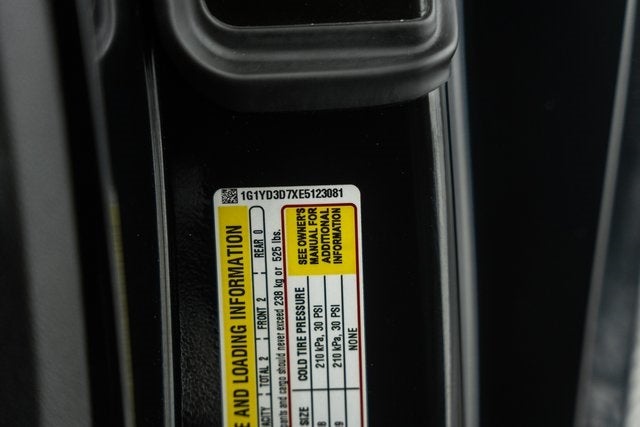 1G1YD3D7XE5123081
E AND LOADING INFORMATION
TOTAL 2 FRONT 2 REAR 0
and cargo should never exceed 238 kg or 525 lbs.
SIZE COLD TIRE PRESSURE SEE OWNER'S
MANUAL FOR
ADDITIONAL
INFORMATION
210 kPa, 30 PSI
210 kPa, 30 PSI
NONE